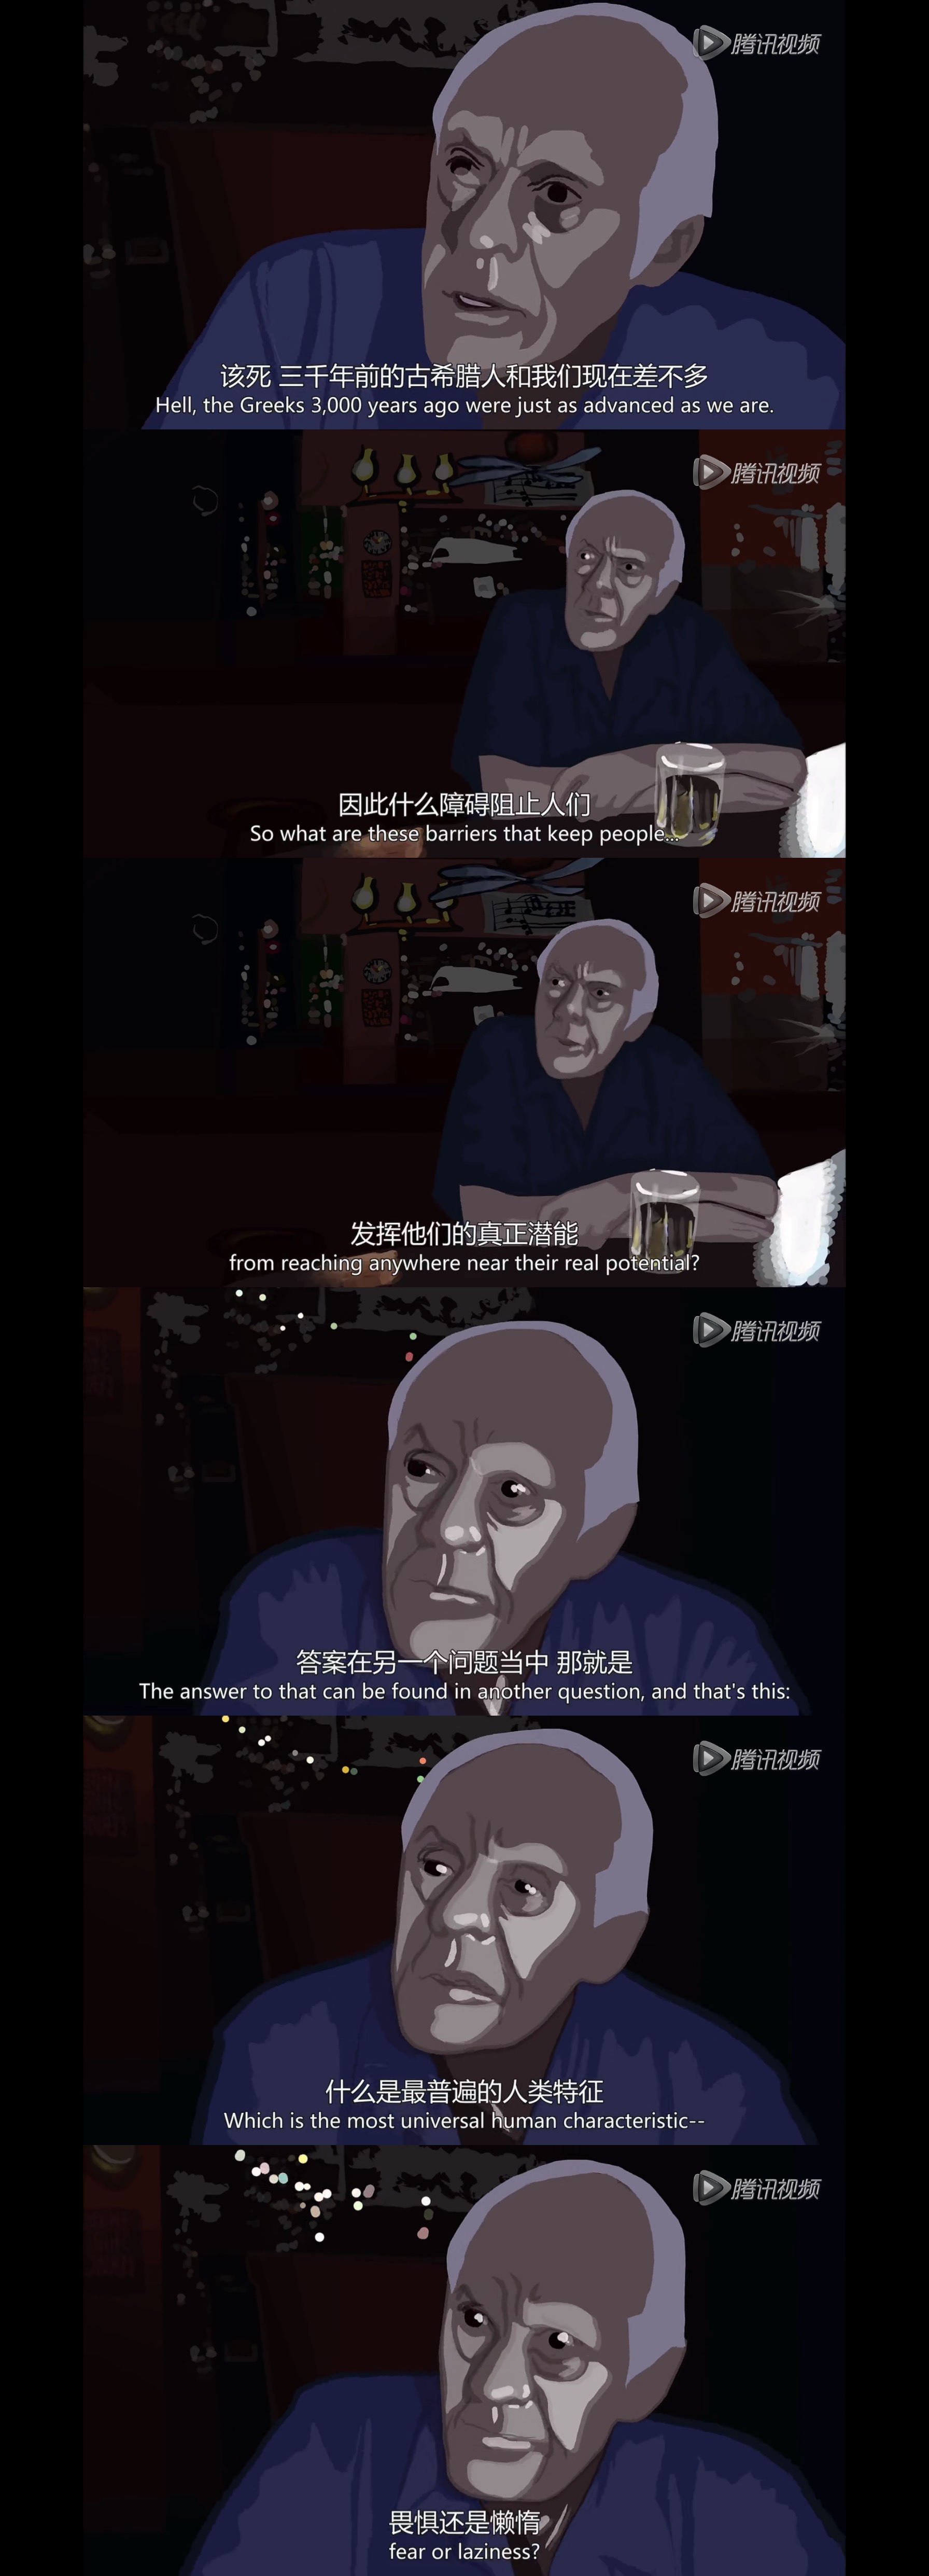 腾讯视频
该死 三千年前的古希腊人和我们现在差不多
Hell, the Greeks 3,000 years ago were just as advanced as we are.
腾讯视频
因此什么障碍阻止人们
So what are these barriers that keep people...
腾讯视频
发挥他们的真正潜能
from reaching anywhere near their real potential?
腾讯视频
答案在另一个问题当中 那就是
The answer to that can be found in another question, and that's this:
腾讯视频
什么是最普遍的人类特征
Which is the most universal human characteristic--
腾讯视频
畏惧还是懒惰
fear or laziness?